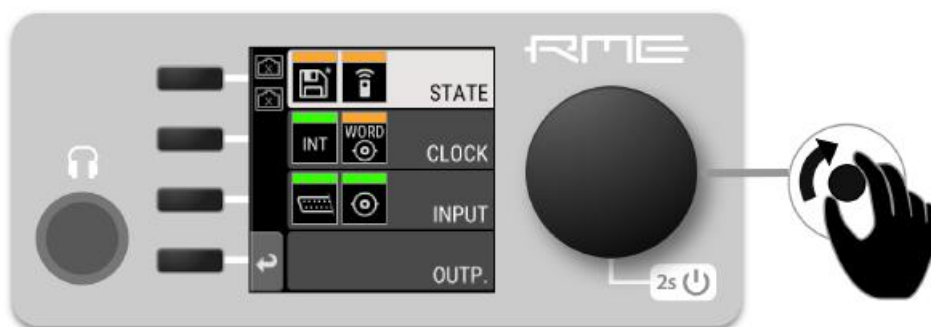 RME
STATE
INT
WORD
CLOCK
INPUT
OUTP.
2s